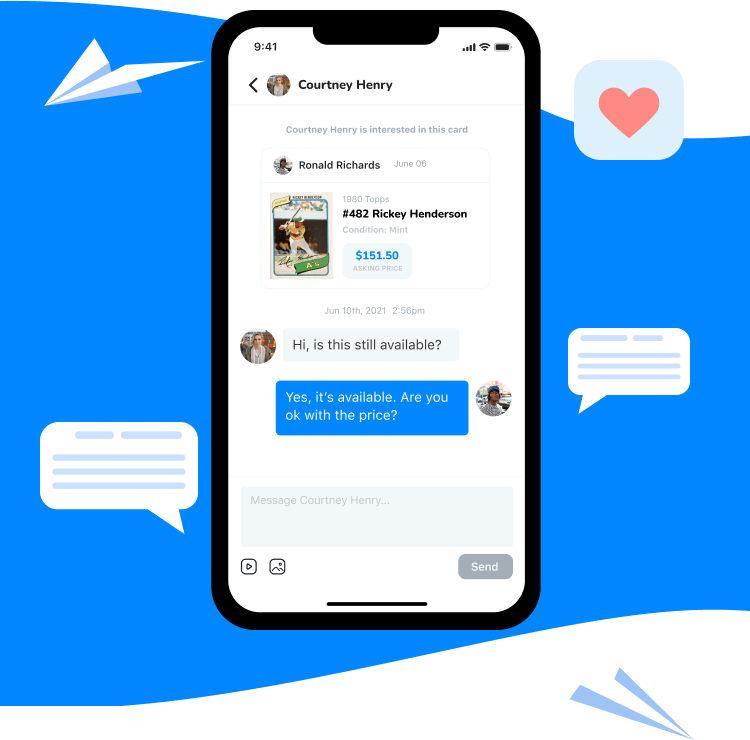 9:41
Courtney Henry
Courtney Henry is interested in this card
Ronald Richards June 06
1980 Topps
#482 Rickey Henderson
Condition: Mint
$151.50
ASKING PRICE
RICKEY HENDERSON
A's
Jun 10th, 2021 2:56pm
Hi, is this still available?
Yes, it’s available. Are you
ok with the price?
Message Courtney Henry...
Send